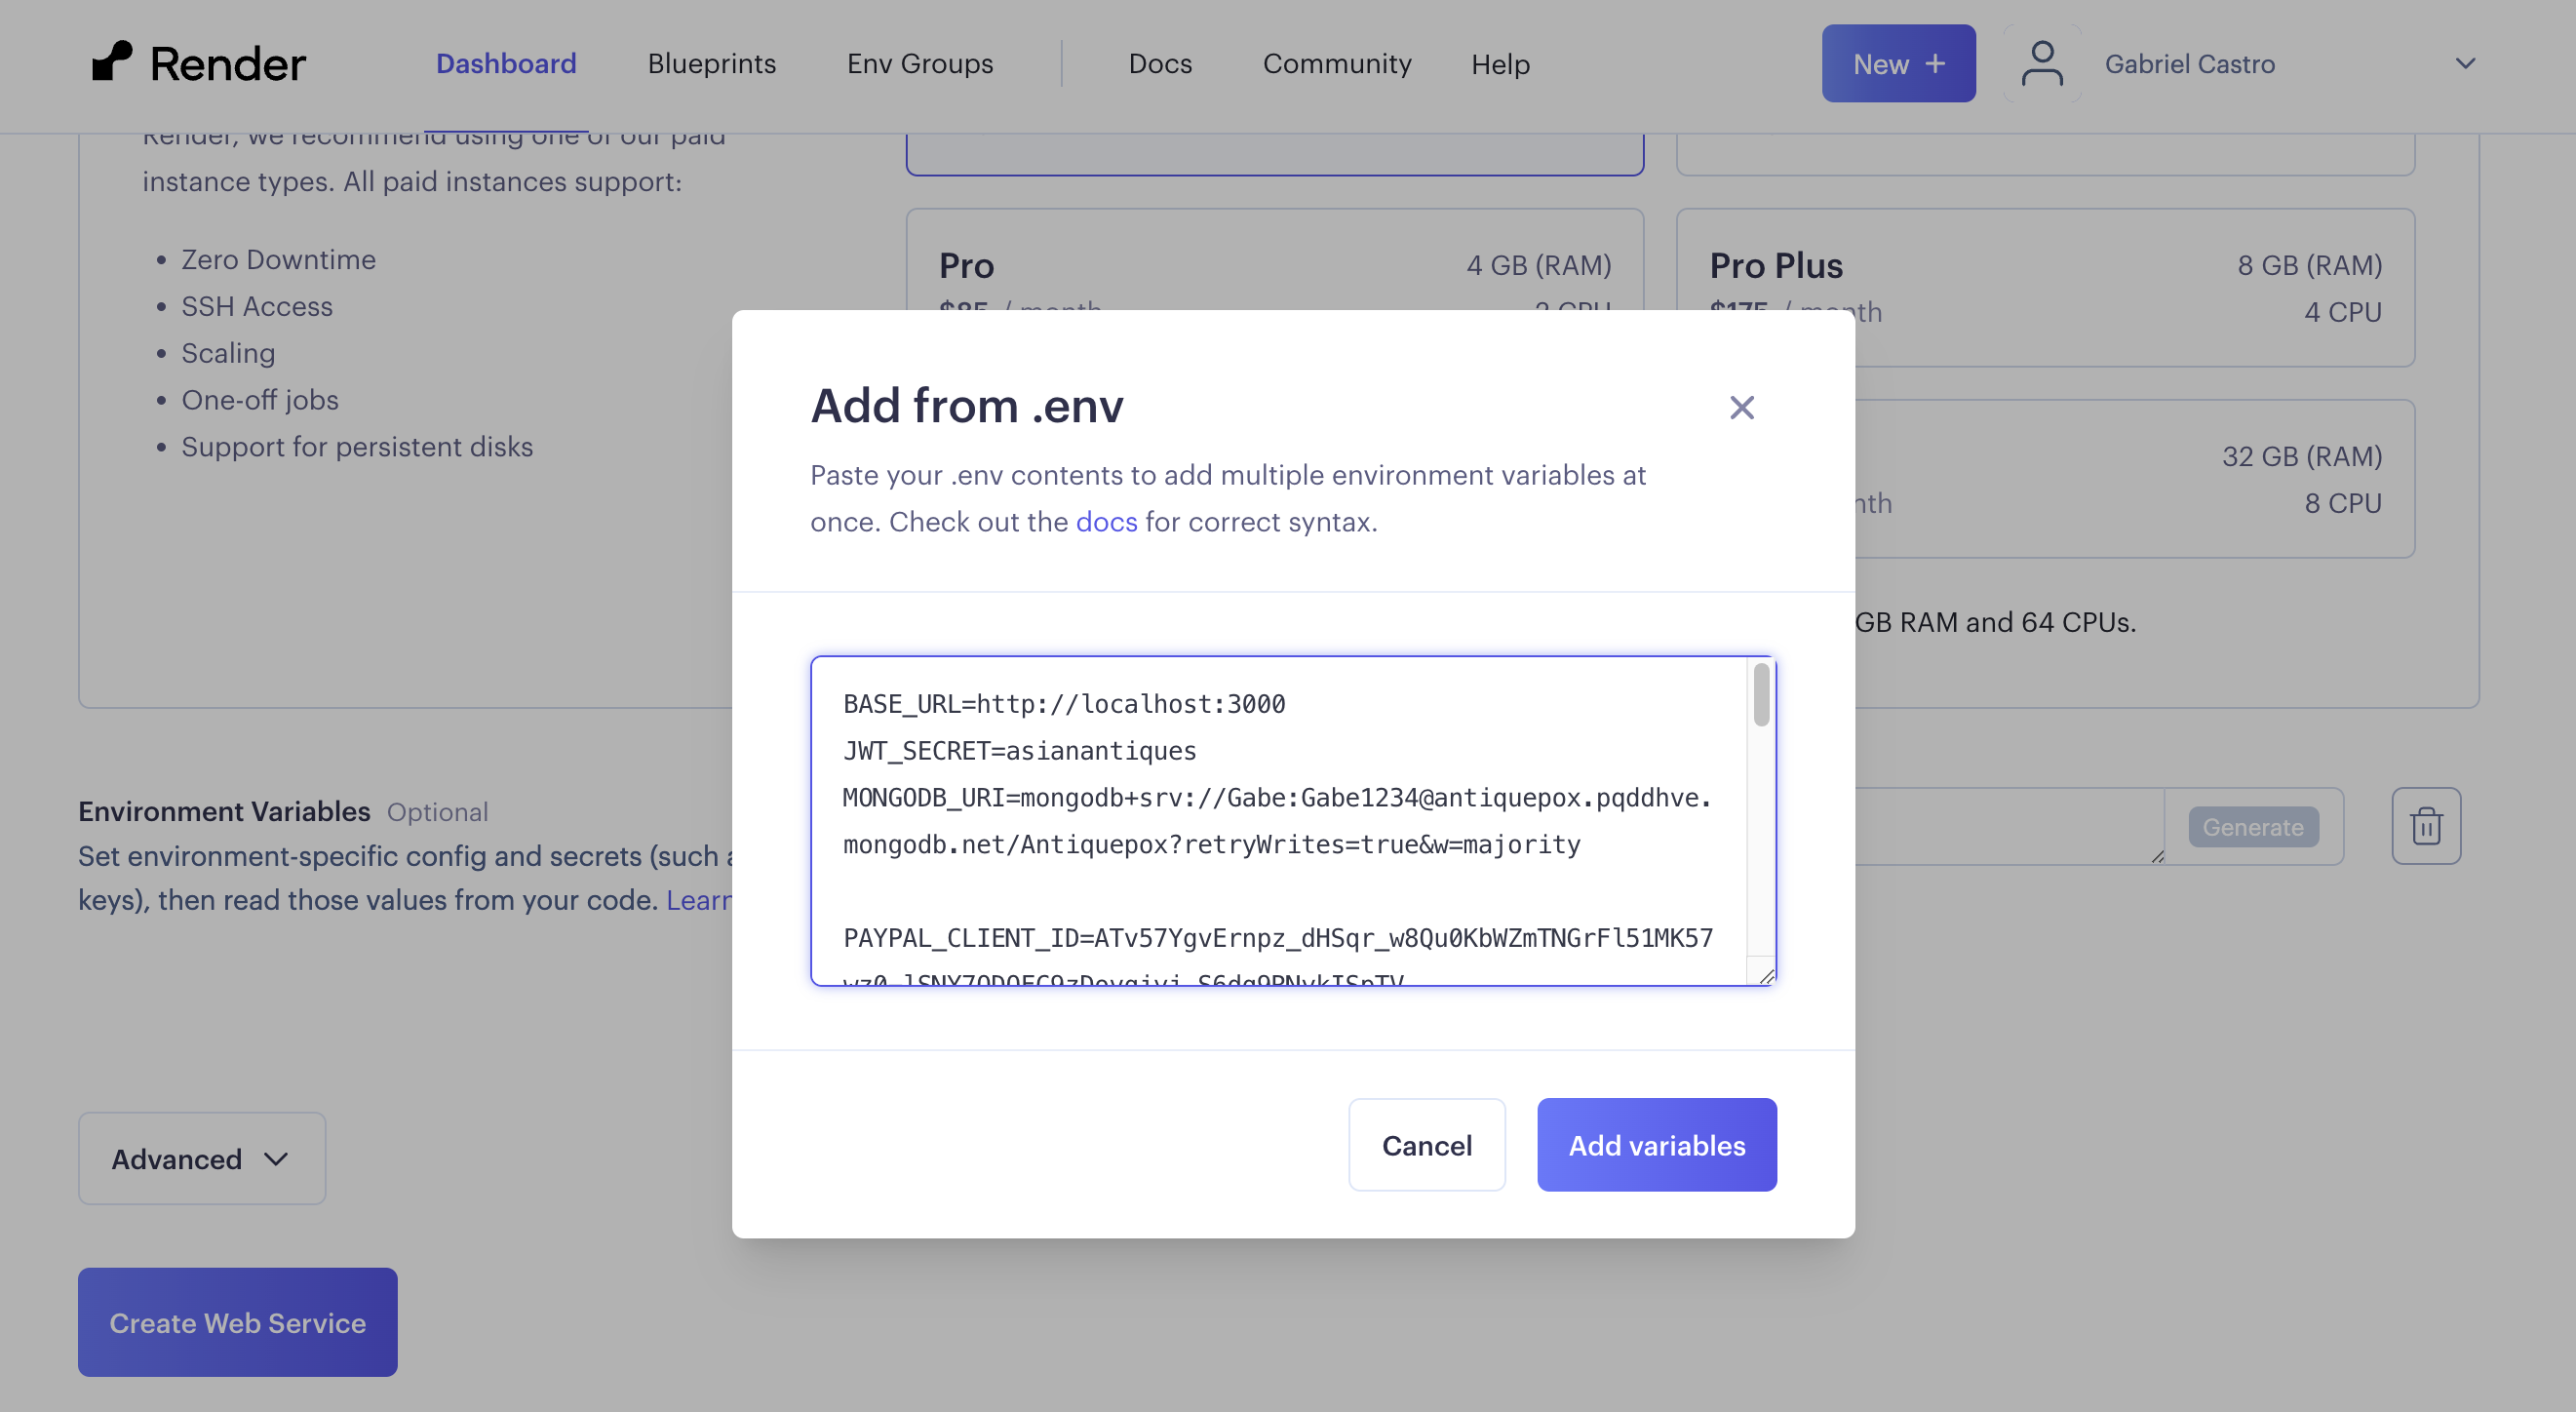 Render
Dashboard
Blueprints
Env Groups
Docs
Community
Help
New +
Gabriel Castro
Render, we recommend using one of our paid
instance types. All paid instances support:
• Zero Downtime
• SSH Access
• Scaling
• One-off jobs
• Support for persistent disks
Pro
4 GB (RAM)
$85 / month
2 CPU
Pro Plus
8 GB (RAM)
$175 / month
4 CPU
32 GB (RAM)
8 CPU
GB RAM and 64 CPUs.
Add from .env
Paste your .env contents to add multiple environment variables at
once. Check out the docs for correct syntax.
BASE_URL=http://localhost:3000
JWT_SECRET=asianantiques
MONGODB_URI=mongodb+srv://Gabe:Gabe1234@antiquepox.pqddhve.
mongodb.net/Antiquepox?retryWrites=true&w=majority
PAYPAL_CLIENT_ID=ATv57YgvErnpz_dHSqr_w8Qu0KbWZmTNGrFl51MK57
Cancel
Add variables
Environment Variables Optional
Set environment-specific config and secrets (such
keys), then read those values from your code. Learn
Generate
Advanced
Create Web Service